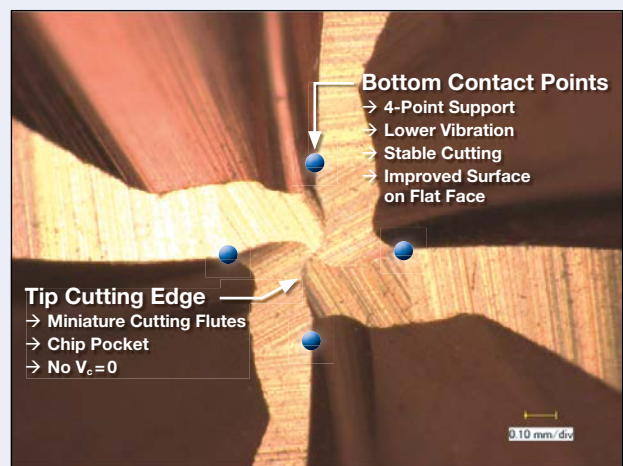 Bottom Contact Points
→ 4-Point Support
→ Lower Vibration
→ Stable Cutting
→ Improved Surface
on Flat Face
Tip Cutting Edge
→ Miniature Cutting Flutes
→ Chip Pocket
→ No Vc=0
0.10 mm/div